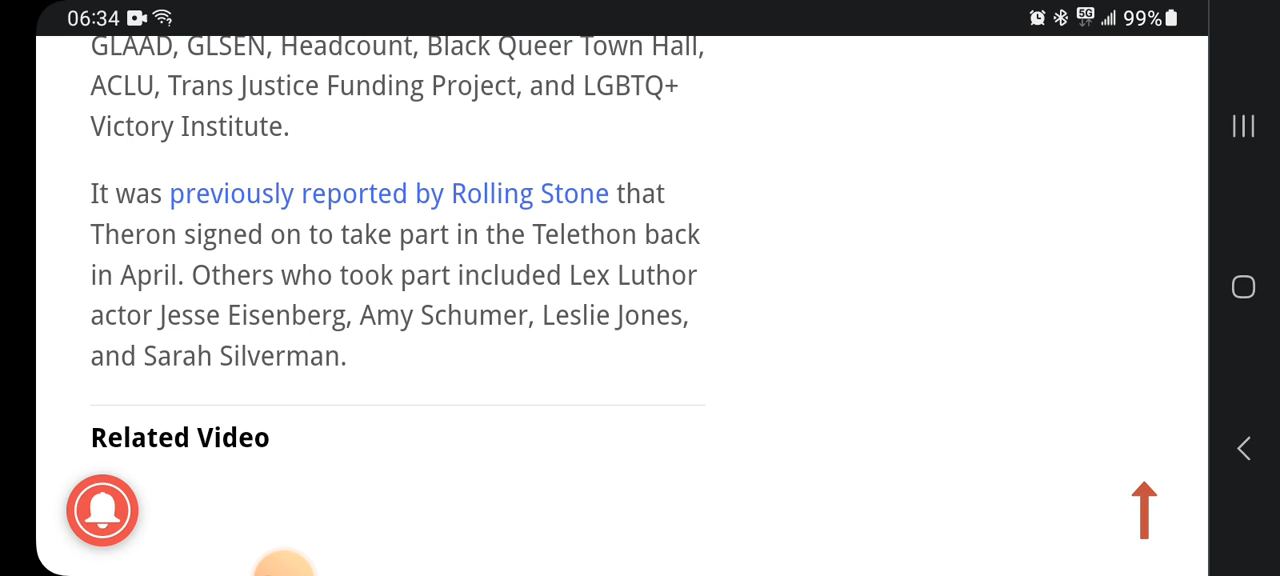 06:34
5G
99%
GLAAD, GLSEN, Headcount, Black Queer Town Hall,
ACLU, Trans Justice Funding Project, and LGBTQ+
Victory Institute.
It was previously reported by Rolling Stone that
Theron signed on to take part in the Telethon back
in April. Others who took part included Lex Luthor
actor Jesse Eisenberg, Amy Schumer, Leslie Jones,
and Sarah Silverman.
Related Video